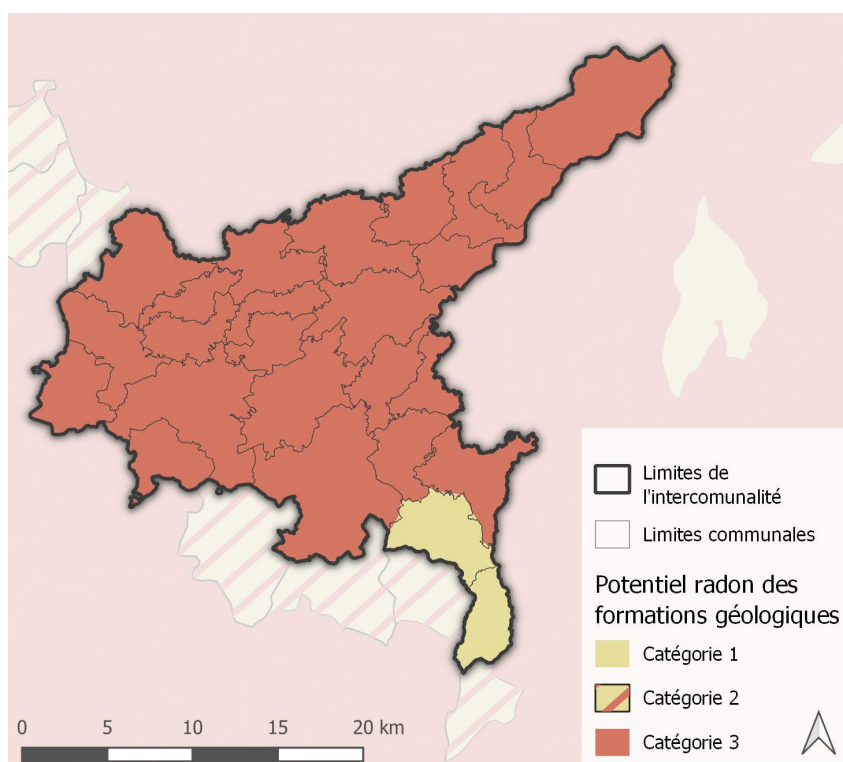 Limites de
l'intercomunalité
Limites communales
Potentiel radon des
formations géologiques
Catégorie 1
Catégorie 2
Catégorie 3
0 5 10 15 20 km